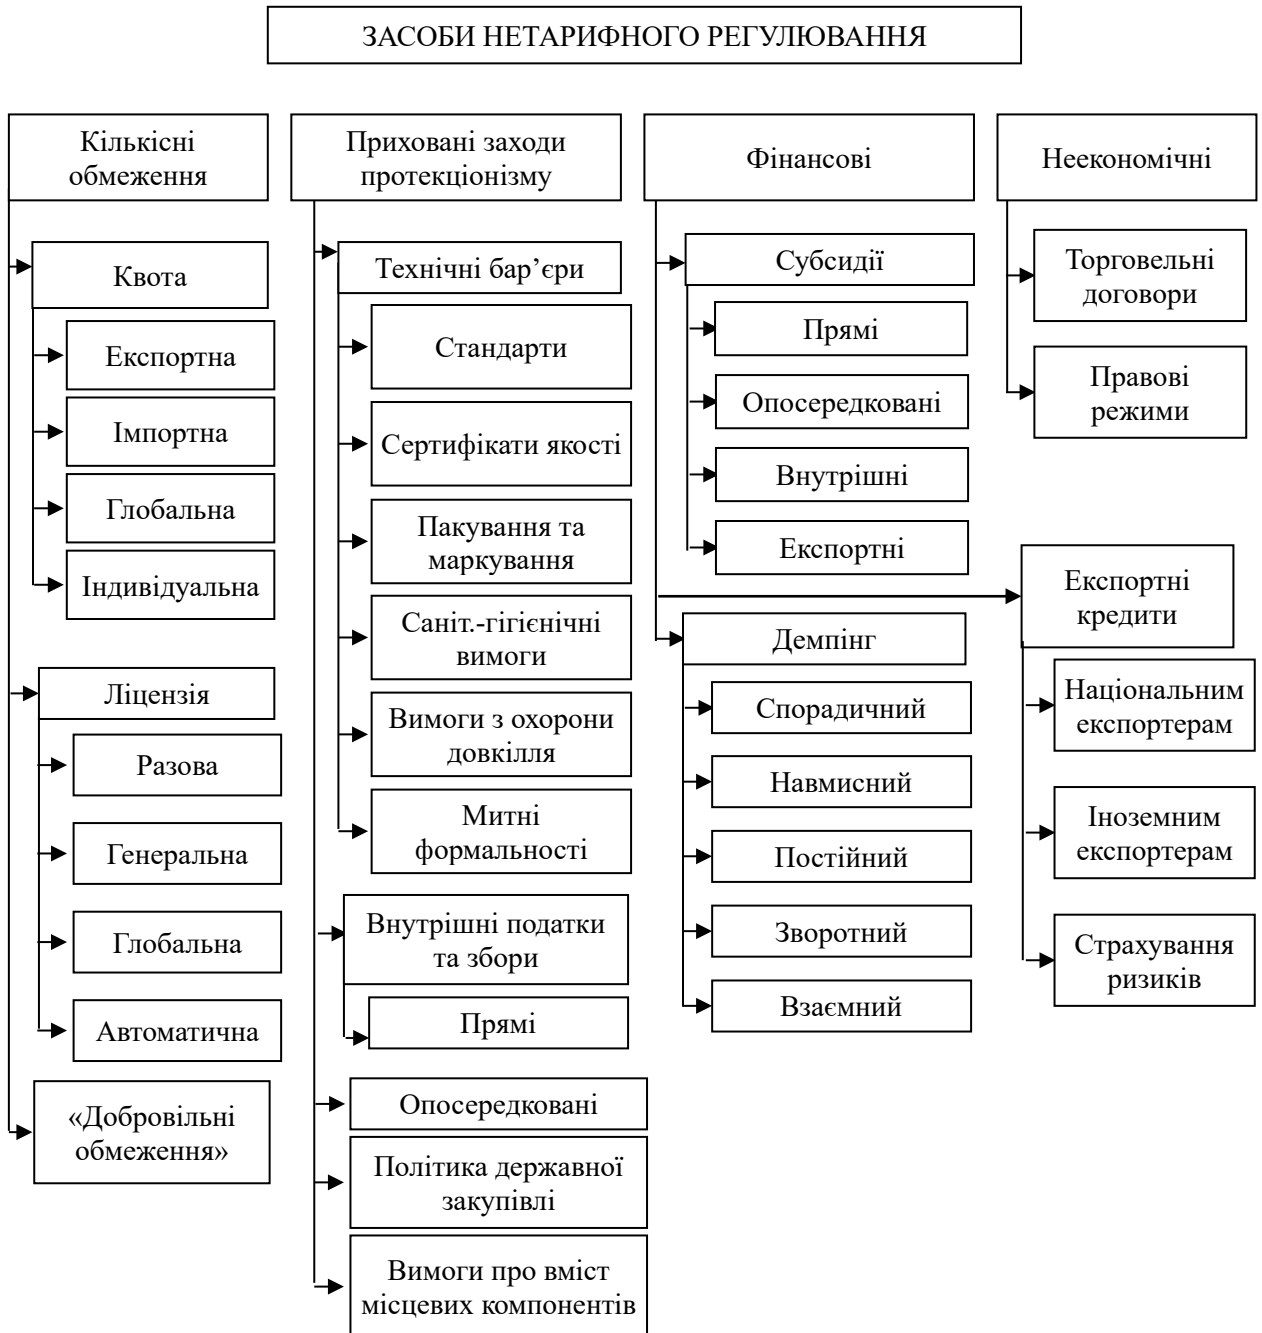 ЗАСОБИ НЕТАРИФНОГО РЕГУЛЮВАННЯ
Кількісні
обмеження
Квота
Експортна
Імпортна
Глобальна
Індивідуальна
Ліцензія
Разова
Генеральна
Глобальна
Автоматична
«Добровільні
обмеження»
Приховані заходи
протекціонізму
Технічні бар’єри
Стандарти
Сертифікати якості
Пакування та
маркування
Саніт.-гігієнічні
вимоги
Вимоги з охорони
довкілля
Митні
формальності
Внутрішні податки
та збори
Прямі
Опосередковані
Політика державної
закупівлі
Вимоги про вміст
місцевих компонентів
Фінансові
Субсидії
Прямі
Опосередковані
Внутрішні
Експортні
Демпінг
Спорадичний
Навмисний
Постійний
Зворотний
Взаємний
Експортні
кредити
Національним
експортерам
Іноземним
експортерам
Страхування
ризиків
Неекономічні
Торговельні
договори
Правові
режими